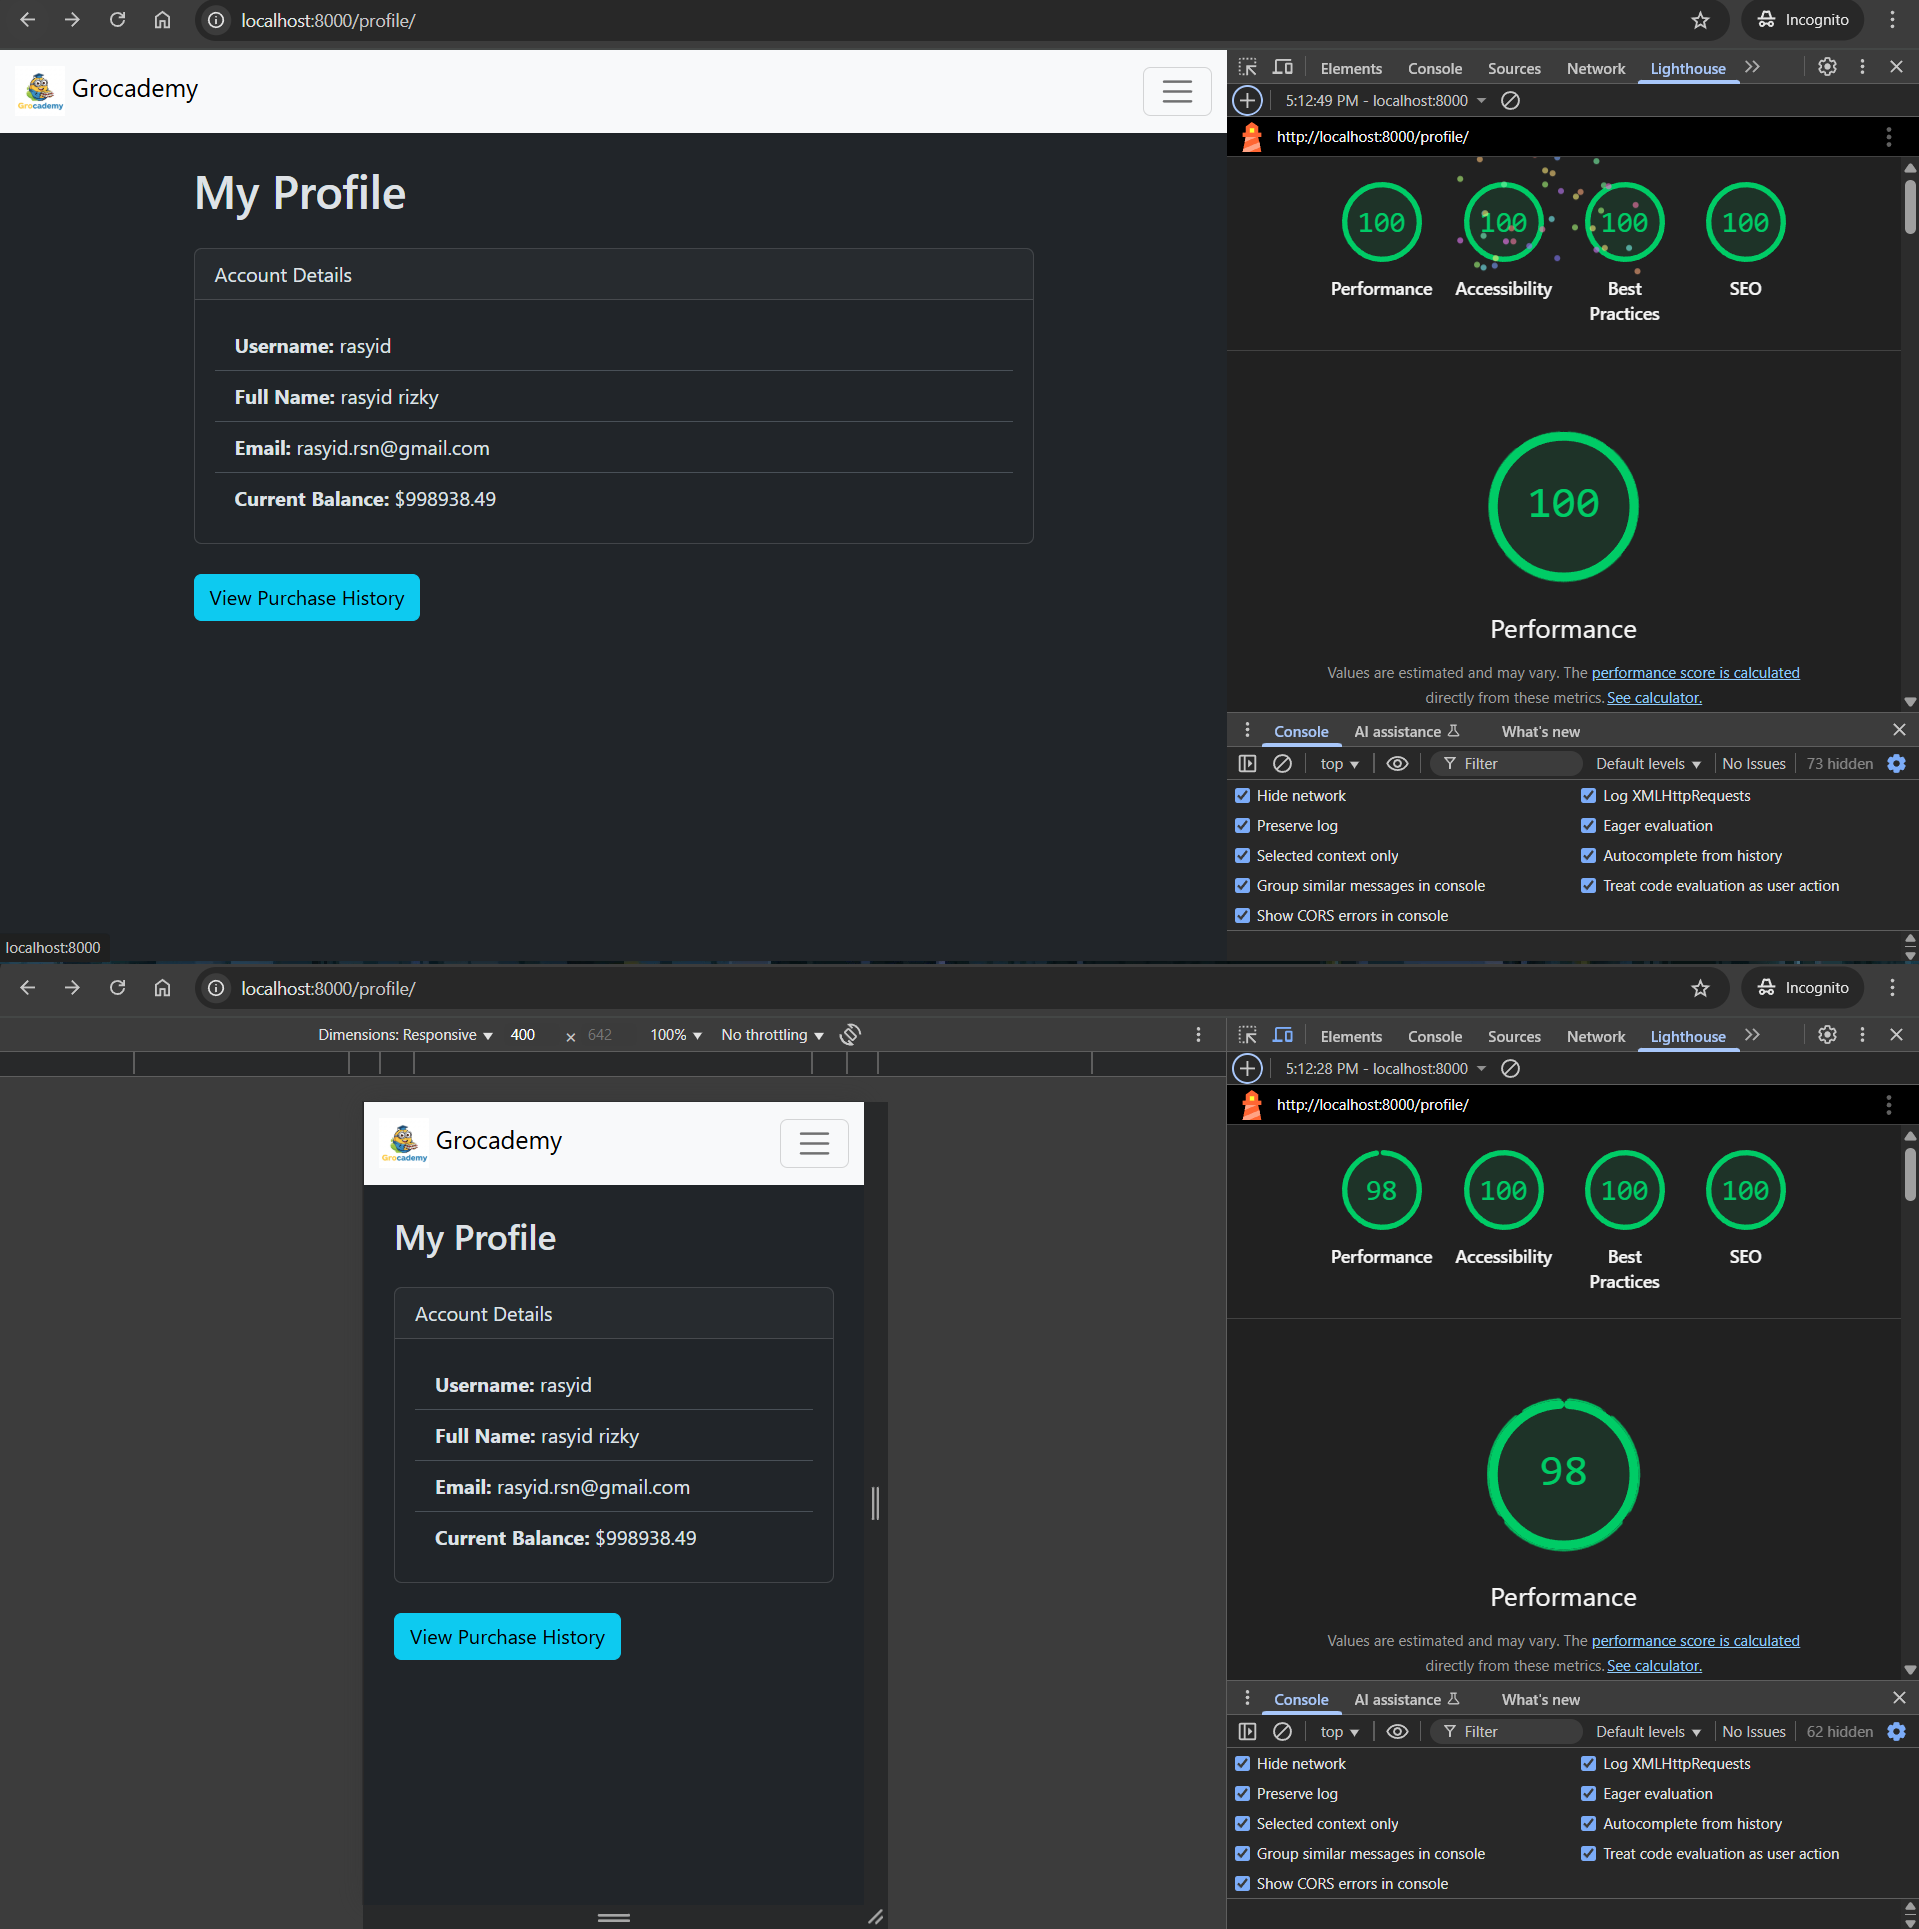 localhost:8000/profile/
Incognito
Grocademy
Grocademy
My Profile
Account Details
Username: rasyid
Full Name: rasyid rizky
Email: rasyid.rsn@gmail.com
Current Balance: $998938.49
View Purchase History
localhost:8000
Elements Console Sources Network Lighthouse
5:12:49 PM - localhost:8000
http://localhost:8000/profile/
100 100 100 100
Performance Accessibility Best Practices SEO
100
Performance
Values are estimated and may vary. The performance score is calculated
directly from these metrics. See calculator.
Console AI assistance What's new
top Filter Default levels No Issues 73 hidden
Hide network Log XMLHttpRequests
Preserve log Eager evaluation
Selected context only Autocomplete from history
Group similar messages in console Treat code evaluation as user action
Show CORS errors in console
localhost:8000/profile/
Incognito
Dimensions: Responsive 400 × 642 100% No throttling
Grocademy
Grocademy
My Profile
Account Details
Username: rasyid
Full Name: rasyid rizky
Email: rasyid.rsn@gmail.com
Current Balance: $998938.49
View Purchase History
Elements Console Sources Network Lighthouse
5:12:28 PM - localhost:8000
http://localhost:8000/profile/
98 100 100 100
Performance Accessibility Best Practices SEO
98
Performance
Values are estimated and may vary. The performance score is calculated
directly from these metrics. See calculator.
Console AI assistance What's new
top Filter Default levels No Issues 62 hidden
Hide network Log XMLHttpRequests
Preserve log Eager evaluation
Selected context only Autocomplete from history
Group similar messages in console Treat code evaluation as user action
Show CORS errors in console